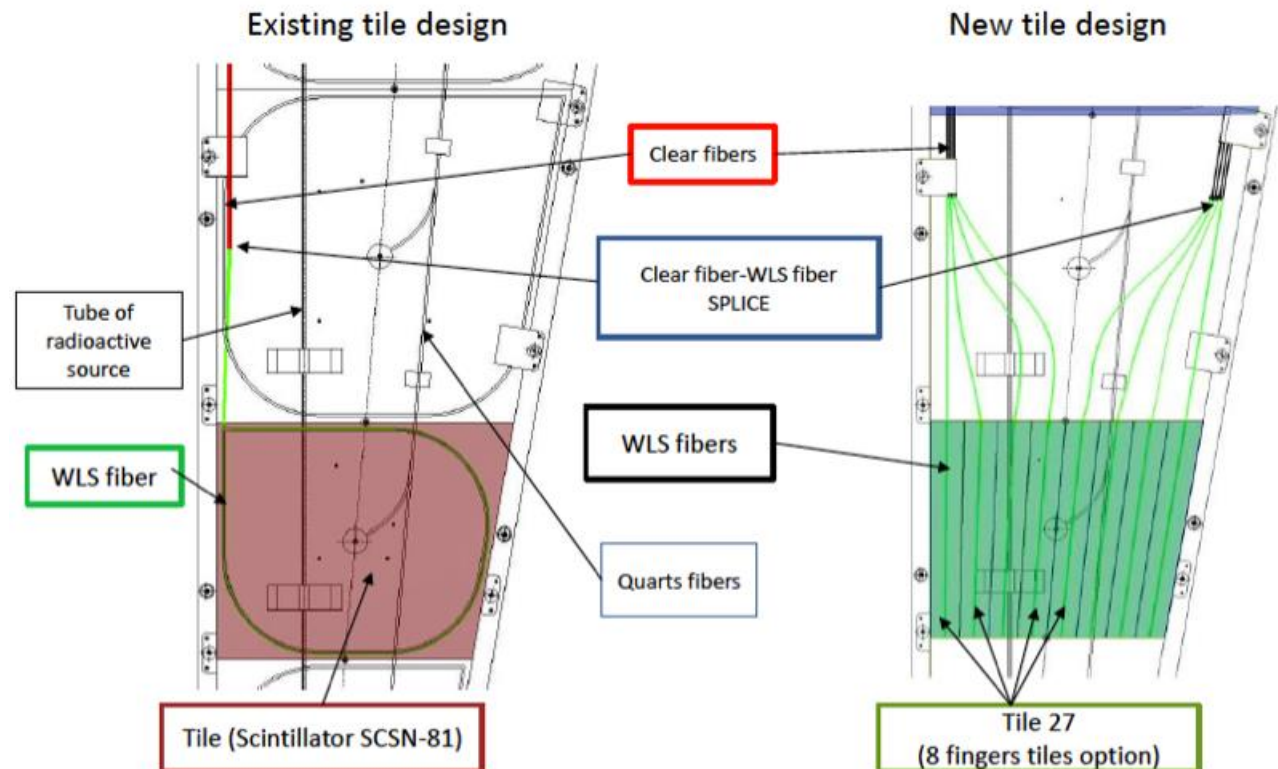 Existing tile design
New tile design
Clear fibers
Clear fiber-WLS fiber
SPLICE
Tube of
radioactive
source
WLS fiber
WLS fibers
Quarts fibers
Tile (Scintillator SCSN-81)
Tile 27
(8 fingers tiles option)